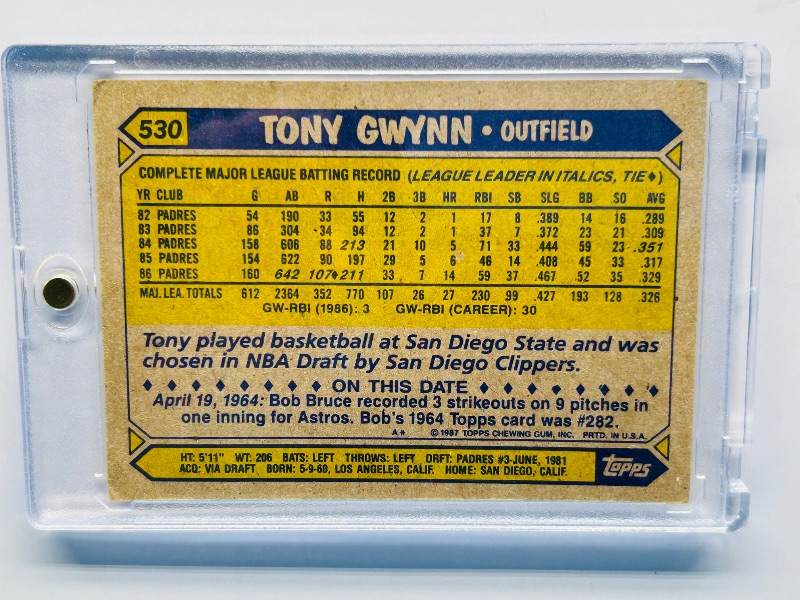 530 TONY GWYNN • OUTFIELD
COMPLETE MAJOR LEAGUE BATTING RECORD (LEAGUE LEADER IN ITALICS, TIE♦)
YR CLUB G AB R H 2B 3B HR RBI SB SLG BB SO AVG
82 PADRES 54 190 33 55 12 2 1 17 8 .389 14 16 .289
83 PADRES 86 304 34 94 12 2 1 37 7 .372 23 21 .309
84 PADRES 158 606 88 213 21 10 5 71 33 .444 59 23 .351
85 PADRES 154 622 90 197 29 5 6 46 14 .408 45 33 .317
86 PADRES 160 642 107♦ 211 33 7 14 59 37 .467 52 35 .329
MAJ. LEA. TOTALS 612 2364 352 770 107 26 27 230 99 .427 193 128 .326
GW-RBI (1986): 3 GW-RBI (CAREER): 30
Tony played basketball at San Diego State and was
chosen in NBA Draft by San Diego Clippers.
♦ ♦ ♦ ♦ ♦ ♦ ♦ ♦ ON THIS DATE ♦ ♦ ♦ ♦ ♦ ♦ ♦ ♦
April 19, 1964: Bob Bruce recorded 3 strikeouts on 9 pitches in
one inning for Astros. Bob's 1964 Topps card was #282.
A* © 1987 TOPPS CHEWING GUM, INC. PRTD. IN U.S.A.
HT: 5'11" WT: 206 BATS: LEFT THROWS: LEFT DRFT: PADRES #3-JUNE, 1981
ACQ: VIA DRAFT BORN: 5-9-60, LOS ANGELES, CALIF. HOME: SAN DIEGO, CALIF.
TOPPS